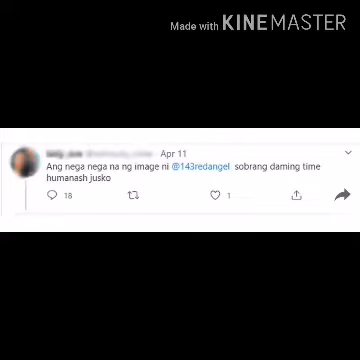 Made with KINEMASTER
Apr 11
Ang nega nega na ng image ni @143redangel sobrang daming time
humanash jusko
18
1